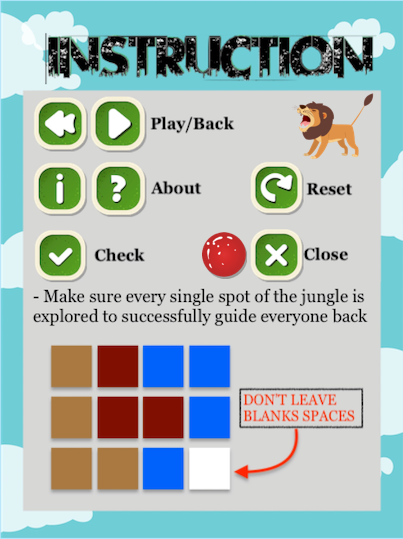 INSTRUCTION
Play/Back
i ? About
Reset
Check
Close
- Make sure every single spot of the jungle is
explored to successfully guide everyone back
DON'T LEAVE
BLANKS SPACES